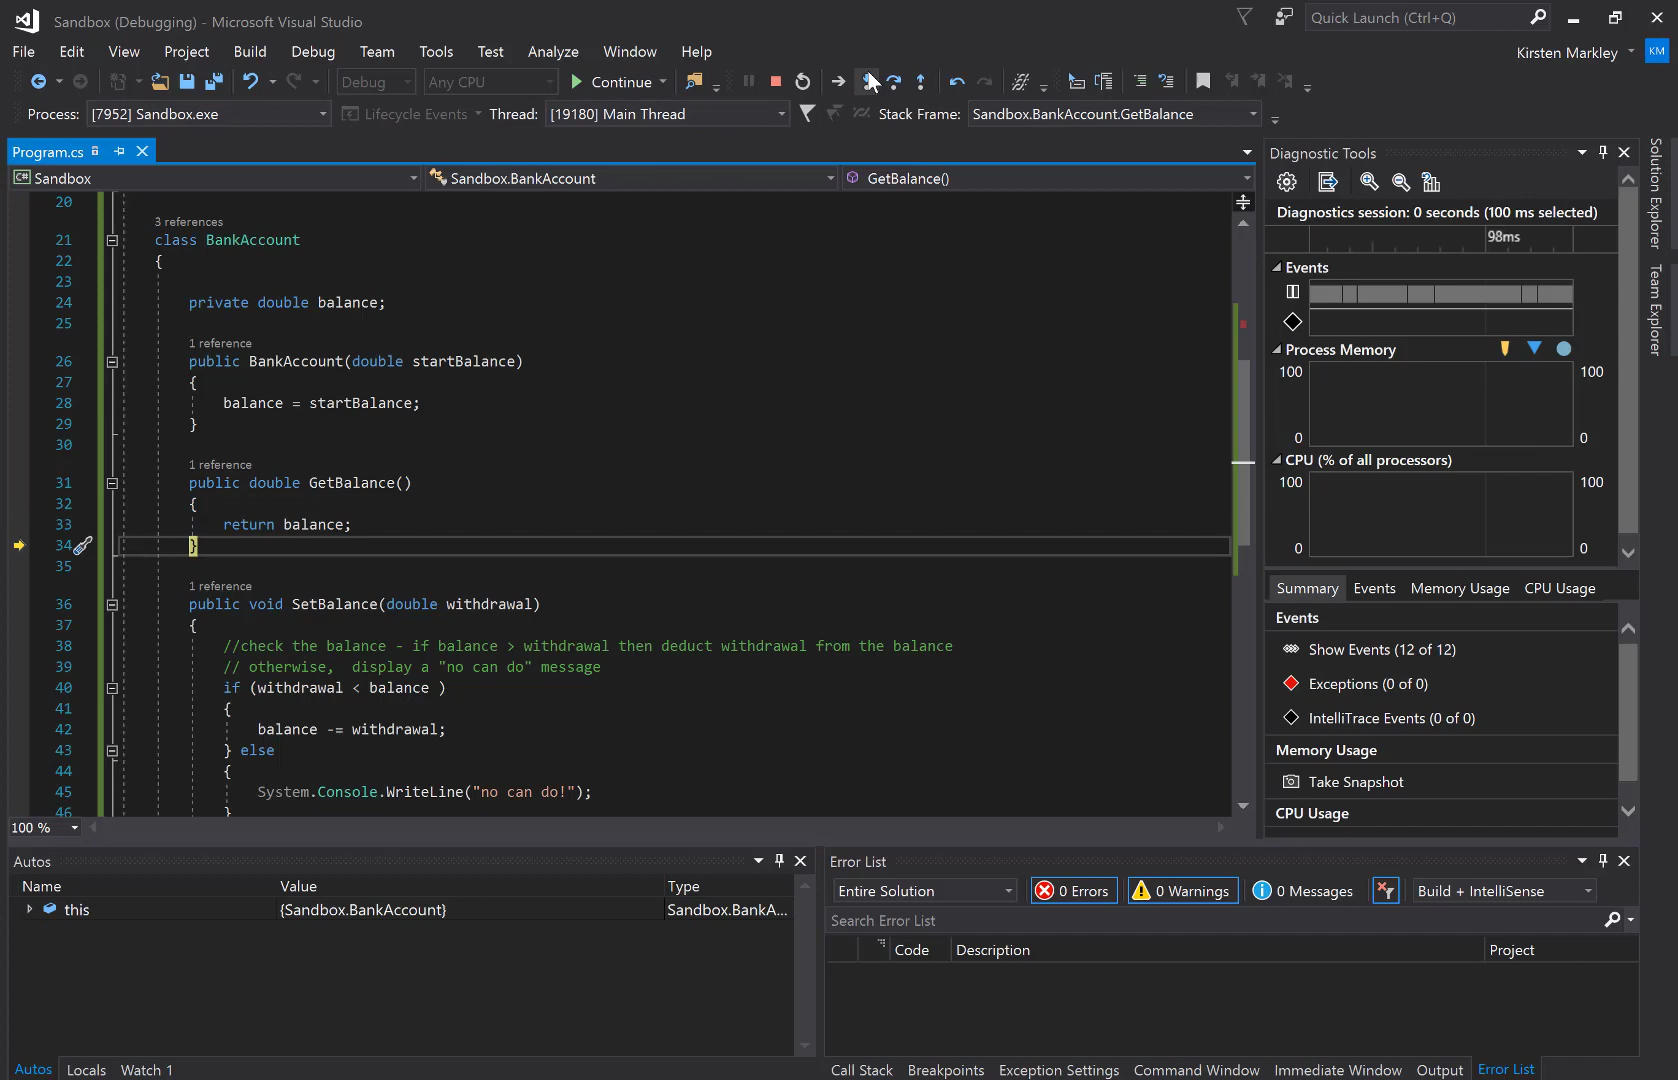 Sandbox (Debugging) - Microsoft Visual Studio
Quick Launch (Ctrl+Q)
File Edit View Project Build Debug Team Tools Test Analyze Window Help
Kirsten Markley KM
Debug Any CPU Continue
Process: [7952] Sandbox.exe Lifecycle Events Thread: [19180] Main Thread Stack Frame: Sandbox.BankAccount.GetBalance
Program.cs
C# Sandbox Sandbox.BankAccount GetBalance()
20
3 references
21 class BankAccount
22 {
23
24 private double balance;
25
1 reference
26 public BankAccount(double startBalance)
27 {
28 balance = startBalance;
29 }
30
1 reference
31 public double GetBalance()
32 {
33 return balance;
34 }
35
1 reference
36 public void SetBalance(double withdrawal)
37 {
38 //check the balance - if balance > withdrawal then deduct withdrawal from the balance
39 // otherwise,  display a "no can do" message
40 if (withdrawal < balance )
41 {
42 balance -= withdrawal;
43 } else
44 {
45 System.Console.WriteLine("no can do!");
46 }
100 %
Diagnostic Tools
Diagnostics session: 0 seconds (100 ms selected)
98ms
Events
Process Memory
100 100
0 0
CPU (% of all processors)
100 100
0 0
Summary Events Memory Usage CPU Usage
Events
Show Events (12 of 12)
Exceptions (0 of 0)
IntelliTrace Events (0 of 0)
Memory Usage
Take Snapshot
CPU Usage
Solution Explorer
Team Explorer
Autos
Name Value Type
this {Sandbox.BankAccount} Sandbox.BankA...
Autos Locals Watch 1
Error List
Entire Solution 0 Errors 0 Warnings 0 Messages Build + IntelliSense
Search Error List
Code Description Project
Call Stack Breakpoints Exception Settings Command Window Immediate Window Output Error List